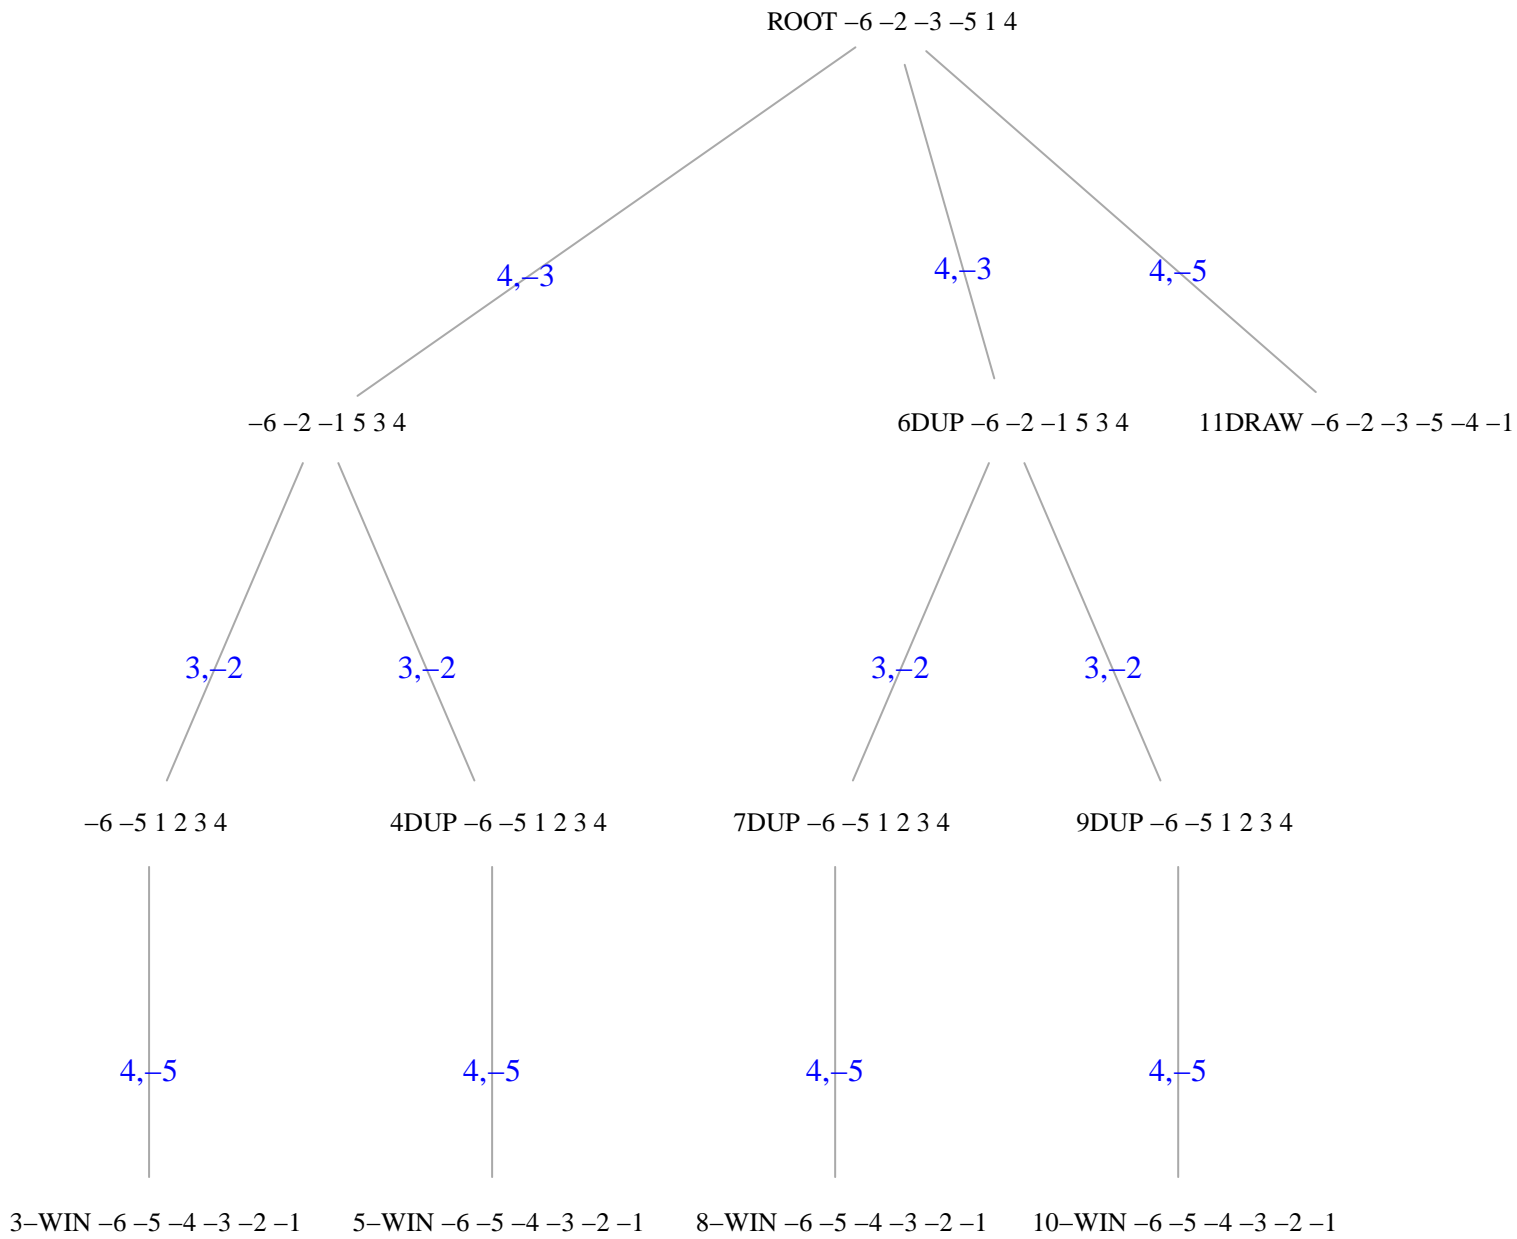 ROOT –6 –2 –3 –5 1 4
4,–3
4,–3
4,–5
–6 –2 –1 5 3 4
6DUP –6 –2 –1 5 3 4
11DRAW –6 –2 –3 –5 –4 –1
3,–2
3,–2
3,–2
3,–2
–6 –5 1 2 3 4
4DUP –6 –5 1 2 3 4
7DUP –6 –5 1 2 3 4
9DUP –6 –5 1 2 3 4
4,–5
4,–5
4,–5
4,–5
3–WIN –6 –5 –4 –3 –2 –1
5–WIN –6 –5 –4 –3 –2 –1
8–WIN –6 –5 –4 –3 –2 –1
10–WIN –6 –5 –4 –3 –2 –1